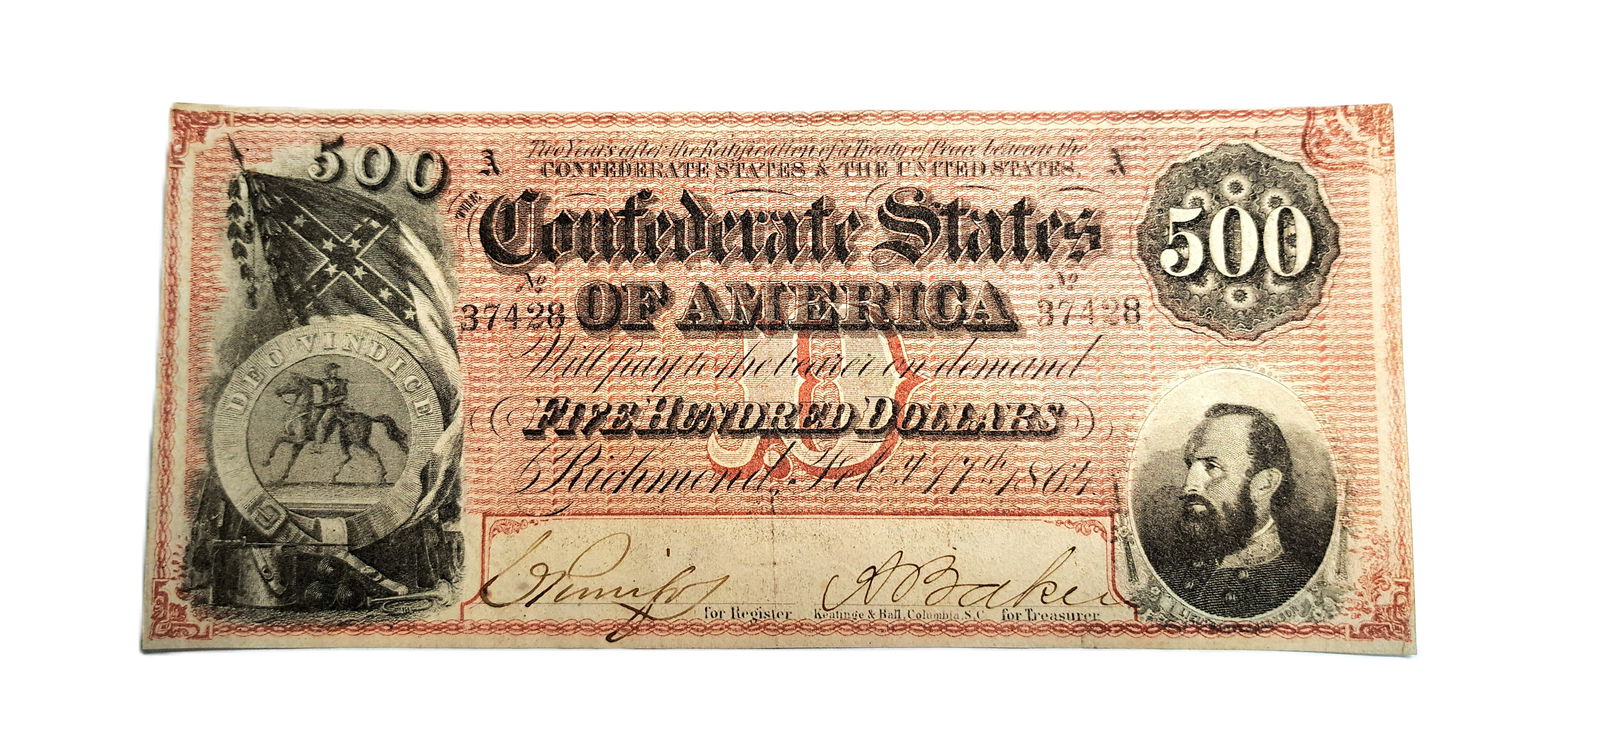 500
A Two Years after the Ratification of a Treaty of Peace between the A
CONFEDERATE STATES & THE UNITED STATES,
THE
Confederate States
500
No No
37428 OF AMERICA 37428
DEO VINDICE
Will pay to the bearer on demand
FIVE HUNDRED DOLLARS
Richmond, Feby. 17th 1864
A Baker
for Register Keatinge & Ball, Columbia, S.C. for Treasurer